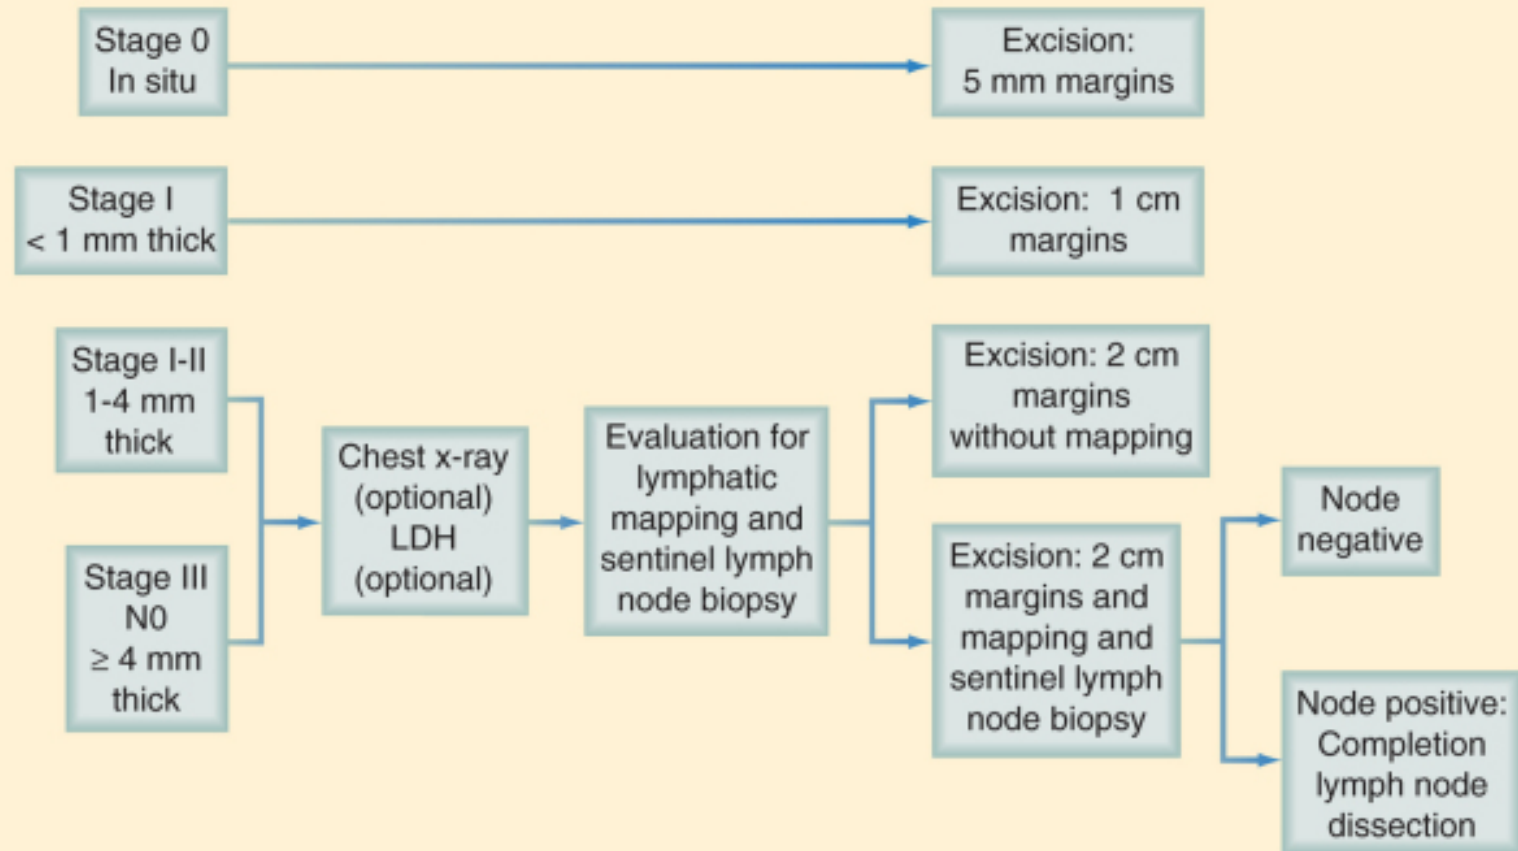 Stage 0
In situ
Excision:
5 mm margins
Stage I
< 1 mm thick
Excision: 1 cm
margins
Stage I-II
1-4 mm
thick
Stage III
N0
≥ 4 mm
thick
Chest x-ray
(optional)
LDH
(optional)
Evaluation for
lymphatic
mapping and
sentinel lymph
node biopsy
Excision: 2 cm
margins
without mapping
Excision: 2 cm
margins and
mapping and
sentinel lymph
node biopsy
Node
negative
Node positive:
Completion
lymph node
dissection